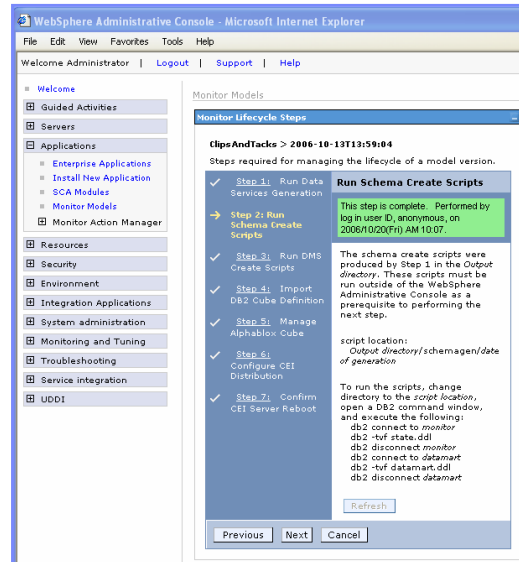 WebSphere Administrative Console - Microsoft Internet Explorer
File Edit View Favorites Tools Help
Welcome Administrator | Logout | Support | Help
Welcome
Guided Activities
Servers
Applications
Enterprise Applications
Install New Application
SCA Modules
Monitor Models
Monitor Action Manager
Resources
Security
Environment
Integration Applications
System administration
Monitoring and Tuning
Troubleshooting
Service integration
UDDI
Monitor Models
Monitor Lifecycle Steps
ClipsAndTacks > 2006-10-13T13:59:04
Steps required for managing the lifecycle of a model version.
Step 1: Run Data
Services Generation
Step 2: Run
Schema Create
Scripts
Step 3: Run DMS
Create Scripts
Step 4: Import
DB2 Cube Definition
Step 5: Manage
Alphablox Cube
Step 6:
Configure CEI
Distribution
Step 7: Confirm
CEI Server Reboot
Run Schema Create Scripts
This step is complete. Performed by
log in user ID, anonymous, on
2006/10/20(Fri) AM 10:07.
The schema create scripts were
produced by Step 1 in the Output
directory. These scripts must be
run outside of the WebSphere
Administrative Console as a
prerequisite to performing the
next step.
script location:
Output directory/schemagen/date
of generation
To run the scripts, change
directory to the script location,
open a DB2 command window,
and execute the following:
db2 connect to monitor
db2 -tvf state.ddl
db2 disconnect monitor
db2 connect to datamart
db2 -tvf datamart.ddl
db2 disconnect datamart
Refresh
Previous Next Cancel